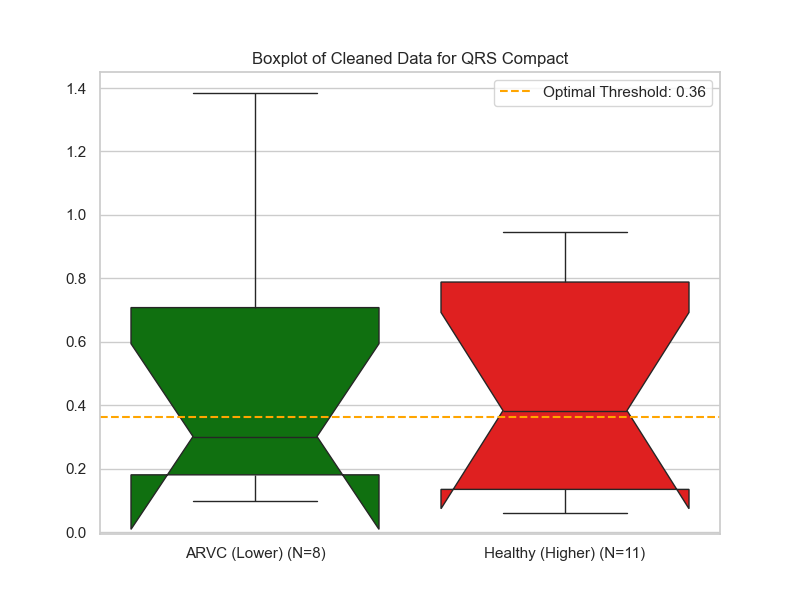 Boxplot of Cleaned Data for QRS Compact
Optimal Threshold: 0.36
1.4
1.2
1.0
0.8
0.6
0.4
0.2
0.0
ARVC (Lower) (N=8)
Healthy (Higher) (N=11)